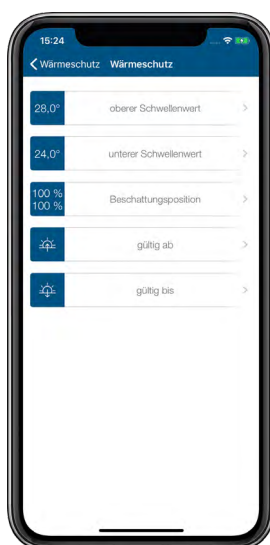 15:24
Wärmeschutz Wärmeschutz
28,0° oberer Schwellenwert
24,0° unterer Schwellenwert
100 %
100 % Beschattungsposition
gültig ab
gültig bis